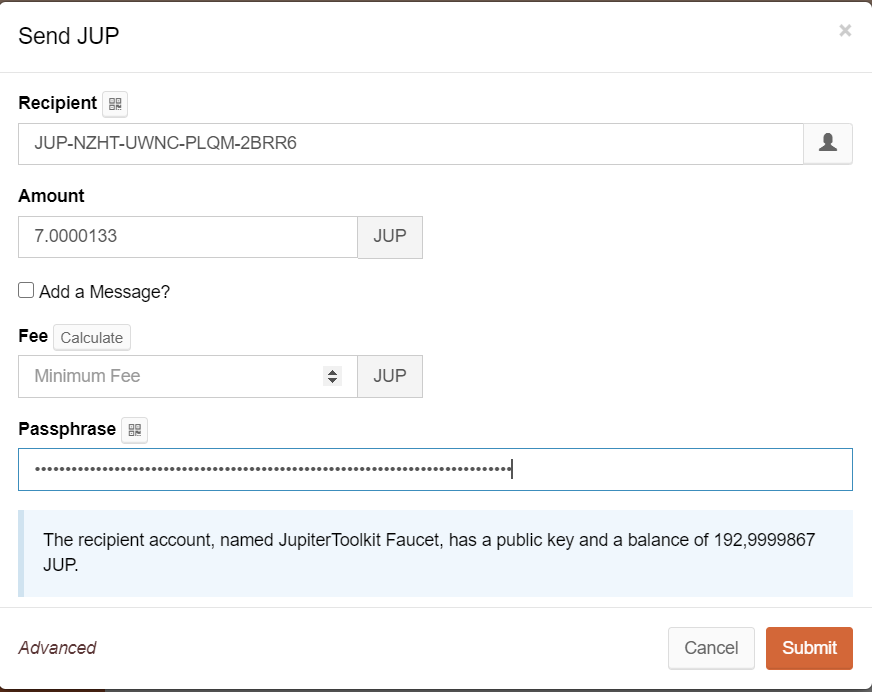 Send JUP ×
Recipient
JUP-NZHT-UWNC-PLQM-2BRR6
Amount
7.0000133 JUP
Add a Message?
Fee Calculate
Minimum Fee JUP
Passphrase
The recipient account, named JupiterToolkit Faucet, has a public key and a balance of 192,9999867
JUP.
Advanced Cancel Submit